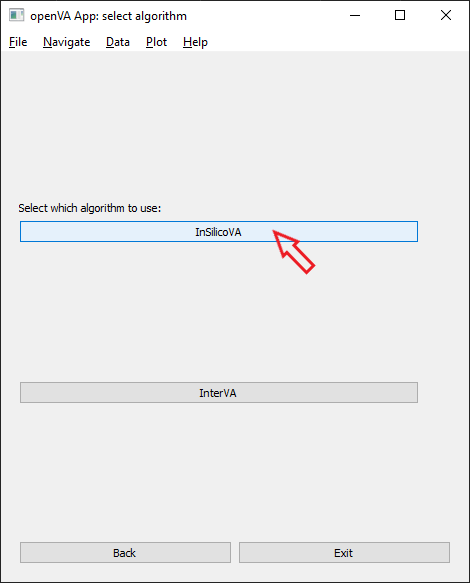 openVA App: select algorithm
File Navigate Data Plot Help
Select which algorithm to use:
InSilicoVA
InterVA
Back Exit